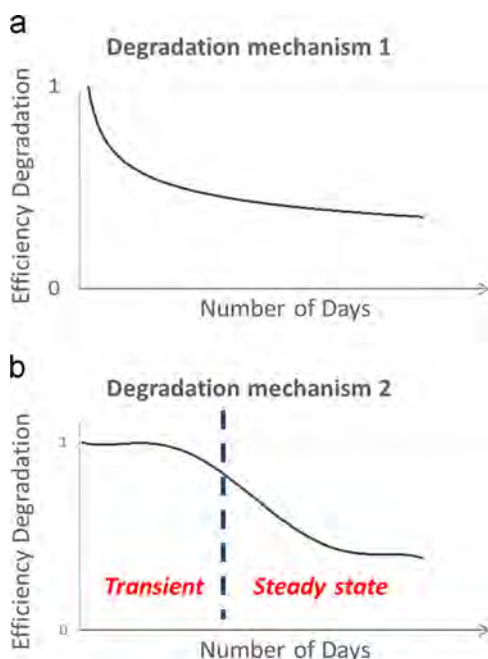 a
Degradation mechanism 1
Efficiency Degradation
1
0
Number of Days
b
Degradation mechanism 2
Efficiency Degradation
1
Transient
Steady state
0
Number of Days